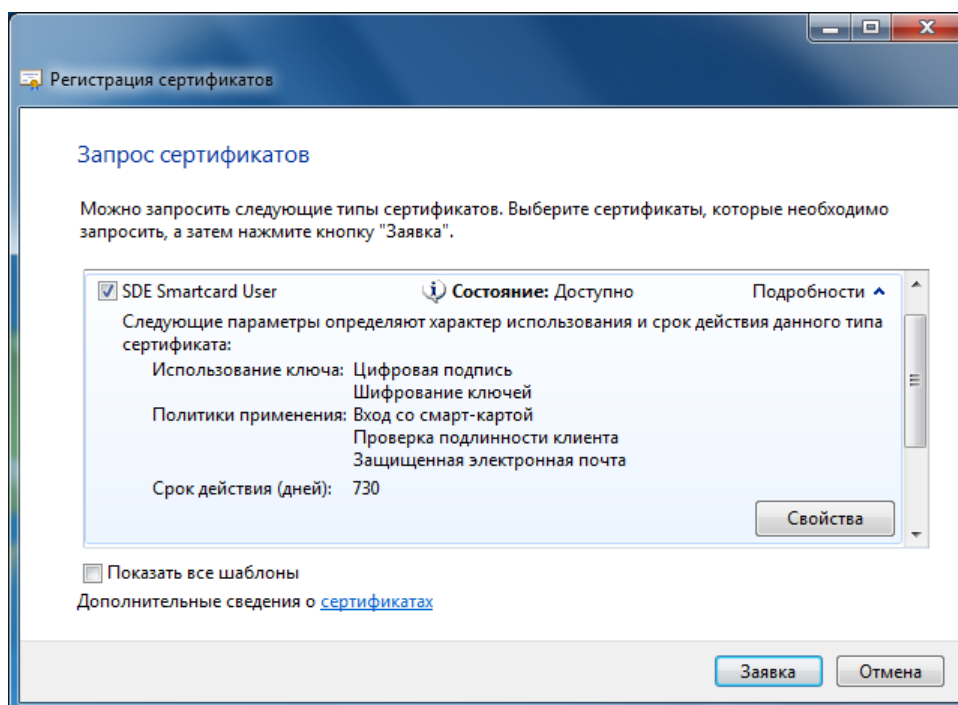 Регистрация сертификатов
Запрос сертификатов
Можно запросить следующие типы сертификатов. Выберите сертификаты, которые необходимо
запросить, а затем нажмите кнопку "Заявка".
SDE Smartcard User Состояние: Доступно Подробности
Следующие параметры определяют характер использования и срок действия данного типа
сертификата:
Использование ключа: Цифровая подпись
Шифрование ключей
Политики применения: Вход со смарт-картой
Проверка подлинности клиента
Защищенная электронная почта
Срок действия (дней): 730
Свойства
Показать все шаблоны
Дополнительные сведения о сертификатах
Заявка Отмена